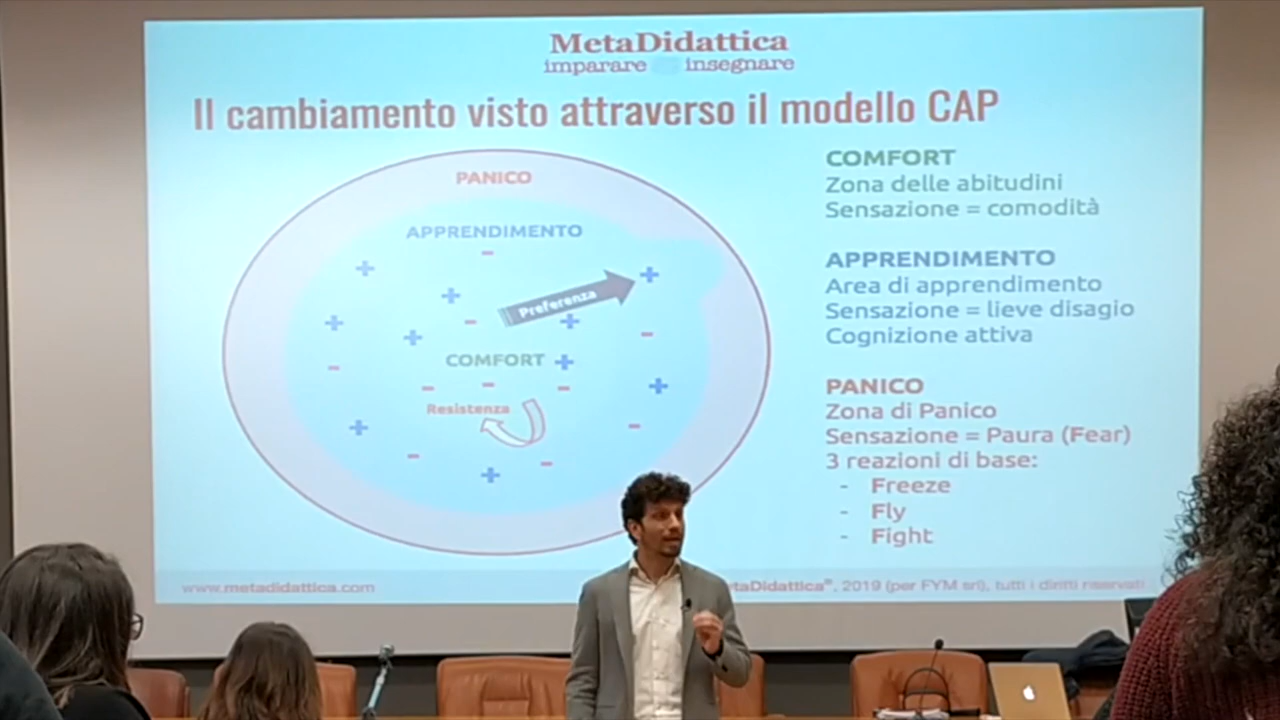 MetaDidattica
imparare insegnare
Il cambiamento visto attraverso il modello CAP
PANICO
APPRENDIMENTO
Preferenza
COMFORT
Resistenza
COMFORT
Zona delle abitudini
Sensazione = comodità
APPRENDIMENTO
Area di apprendimento
Sensazione = lieve disagio
Cognizione attiva
PANICO
Zona di Panico
Sensazione = Paura (Fear)
3 reazioni di base:
- Freeze
- Fly
- Fight
www.metadidattica.com
taDidattica®, 2019 (per FYM srl), tutti i diritti riservati